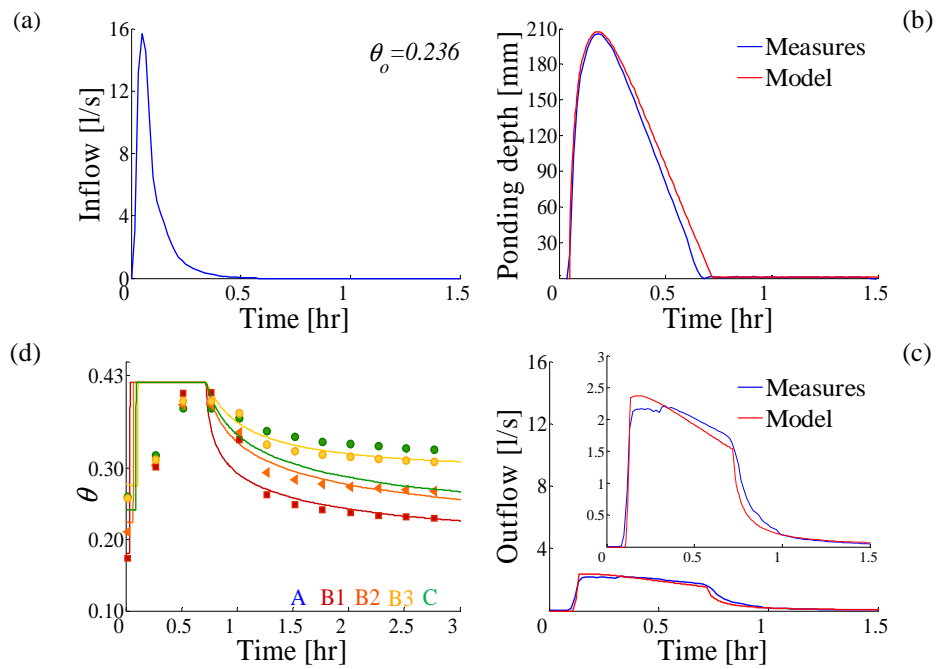 (a)
16
12
8
4
0
Inflow [l/s]
θo=0.236
0 0.5 1 1.5
Time [hr]
(b)
210
180
150
120
90
60
30
Ponding depth [mm]
Measures
Model
0 0.5 1 1.5
Time [hr]
(d)
0.43
0.30
0.20
0.10
θ
A B1 B2 B3 C
0 0.5 1 1.5 2 2.5 3
Time [hr]
(c)
16
12
8
4
0
Outflow [l/s]
3
2.5
2
1.5
1
0.5
Measures
Model
0 0.5 1 1.5
0 0.5 1 1.5
Time [hr]